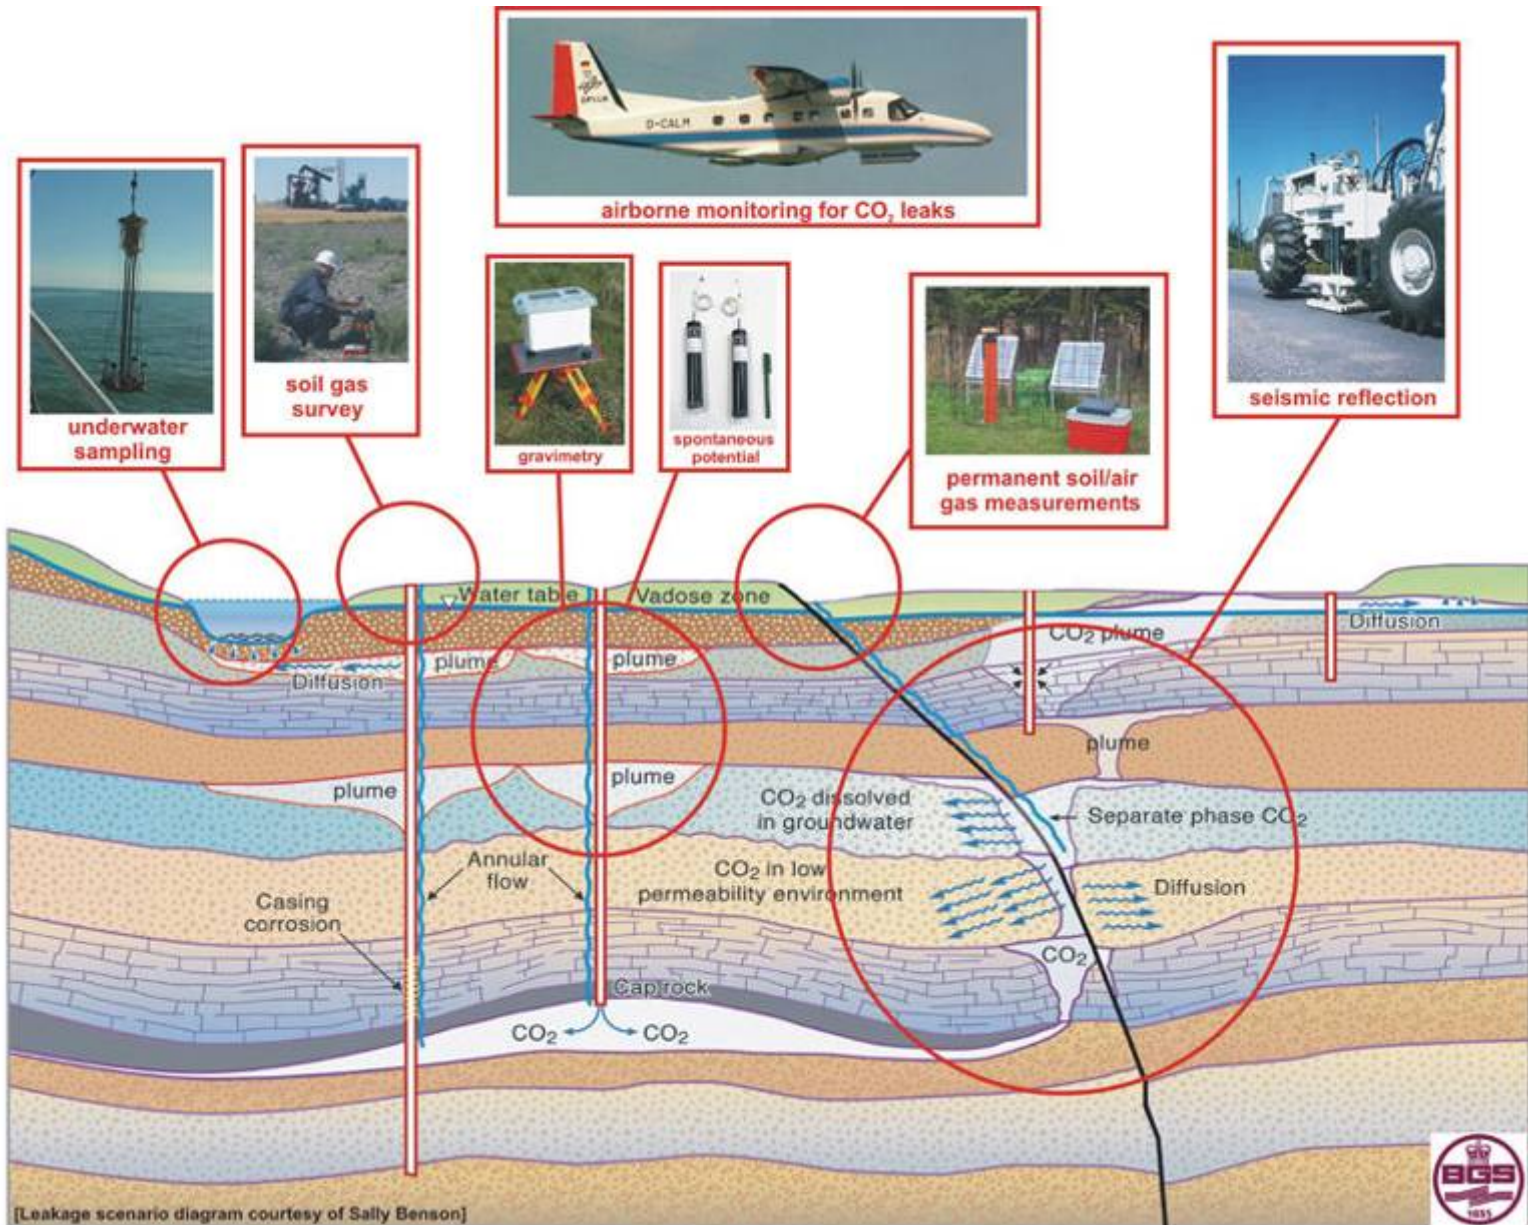 D-CALM
airborne monitoring for CO₂ leaks
underwater
sampling
soil gas
survey
gravimetry
spontaneous
potential
permanent soil/air
gas measurements
seismic reflection
Water table
Vadose zone
plume
plume
Diffusion
CO₂ plume
Diffusion
plume
plume
plume
CO₂ dissolved
in groundwater
Separate phase CO₂
Annular
flow
CO₂ in low
permeability environment
Diffusion
Casing
corrosion
CO₂
Cap rock
CO₂
CO₂
BGS
1835
[Leakage scenario diagram courtesy of Sally Benson]